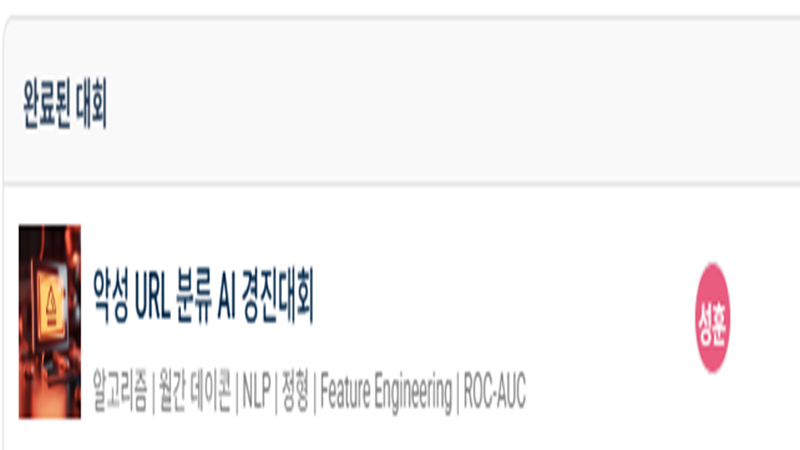 완료된 대회
악성 URL 분류 AI 경진대회
성훈
알고리즘 | 월간 데이콘 | NLP | 정형 | Feature Engineering | ROC-AUC